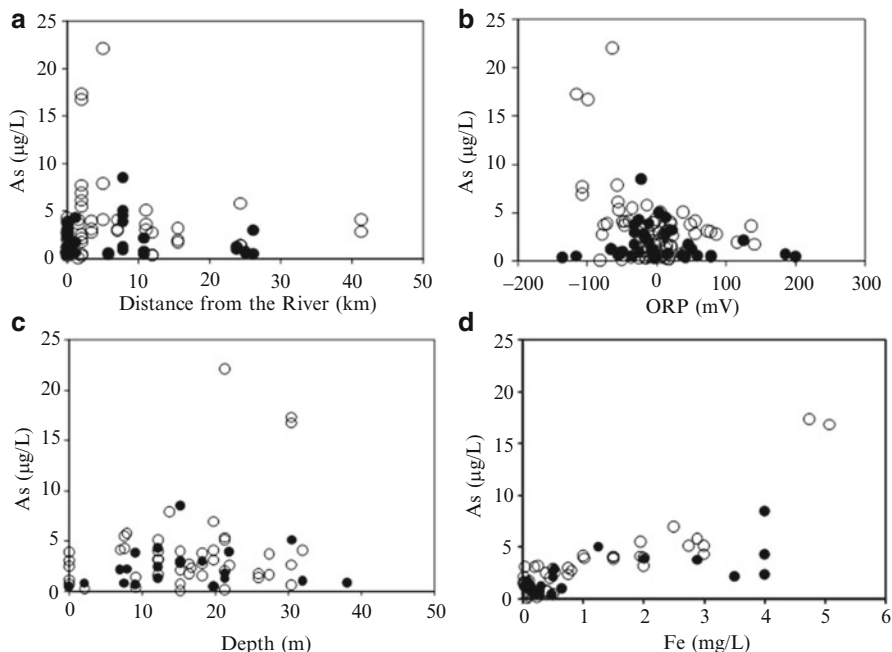 a
25
20
15
10
5
0
As (µg/L)
0 10 20 30 40 50
Distance from the River (km)
b
25
20
15
10
5
0
As (µg/L)
−200 −100 0 100 200 300
ORP (mV)
c
25
20
15
10
5
0
As (µg/L)
0 10 20 30 40 50
Depth (m)
d
25
20
15
10
5
0
As (µg/L)
0 1 2 3 4 5 6
Fe (mg/L)